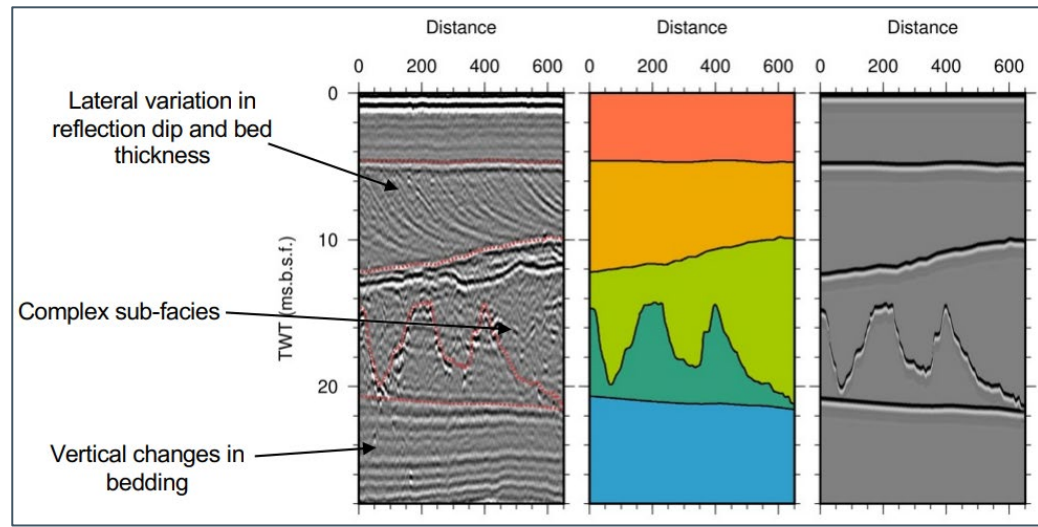 Distance Distance Distance
0 200 400 600 0 200 400 600 0 200 400 600
0
Lateral variation in
reflection dip and bed
thickness
10
TWT (ms.b.s.f.)
Complex sub-facies
20
Vertical changes in
bedding